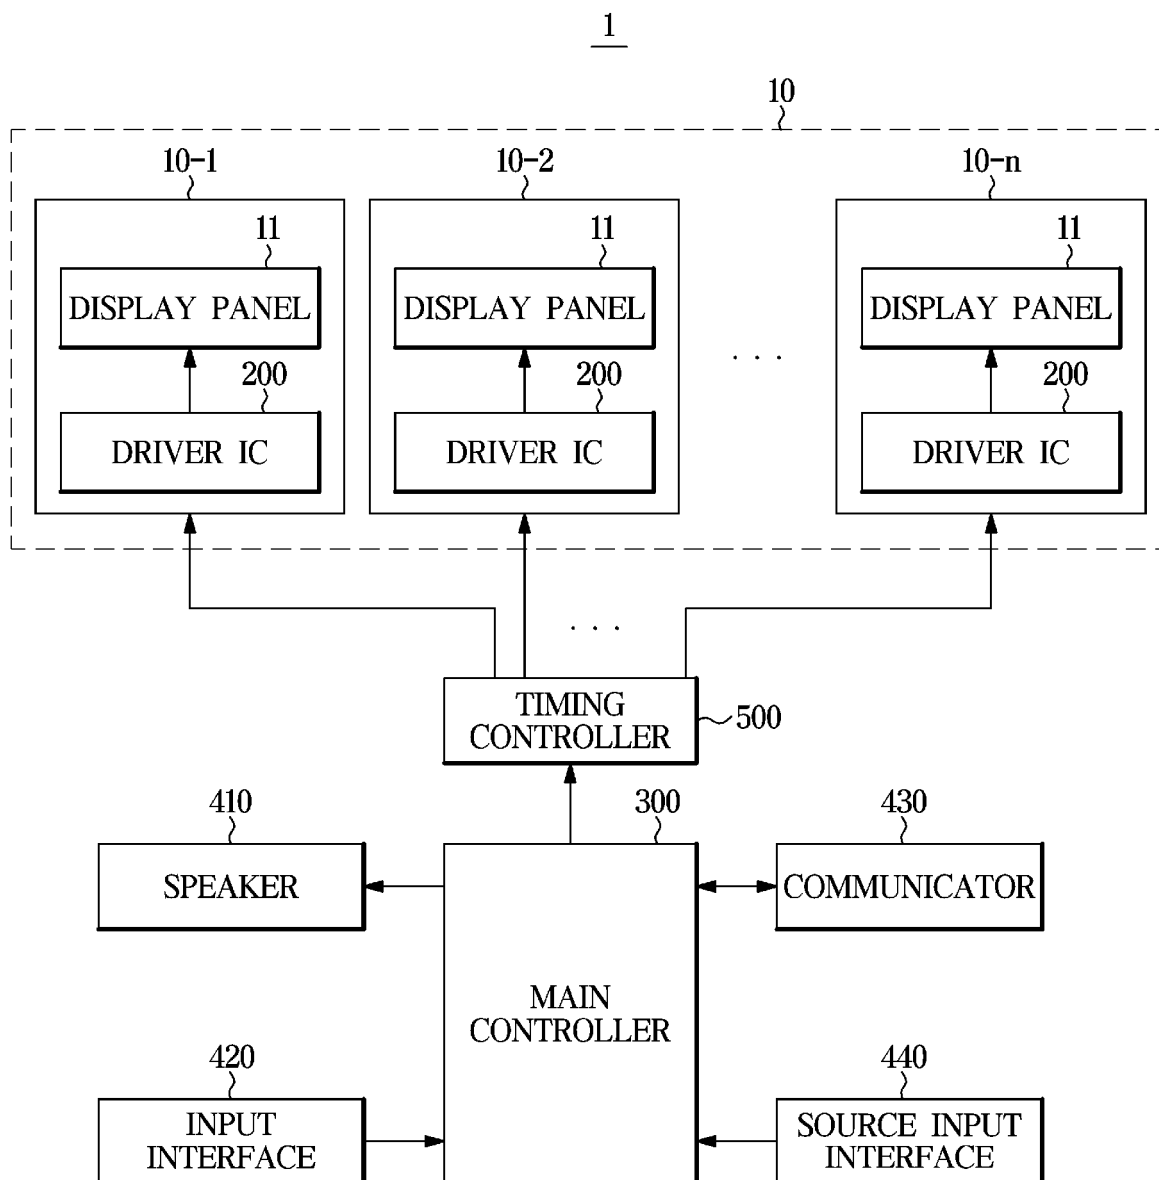 1
10
10-1
10-2
10-n
11
11
11
DISPLAY PANEL
DISPLAY PANEL
DISPLAY PANEL
. . .
200
200
200
DRIVER IC
DRIVER IC
DRIVER IC
. . .
TIMING
CONTROLLER
500
410
300
430
SPEAKER
COMMUNICATOR
MAIN
CONTROLLER
420
440
INPUT
INTERFACE
SOURCE INPUT
INTERFACE